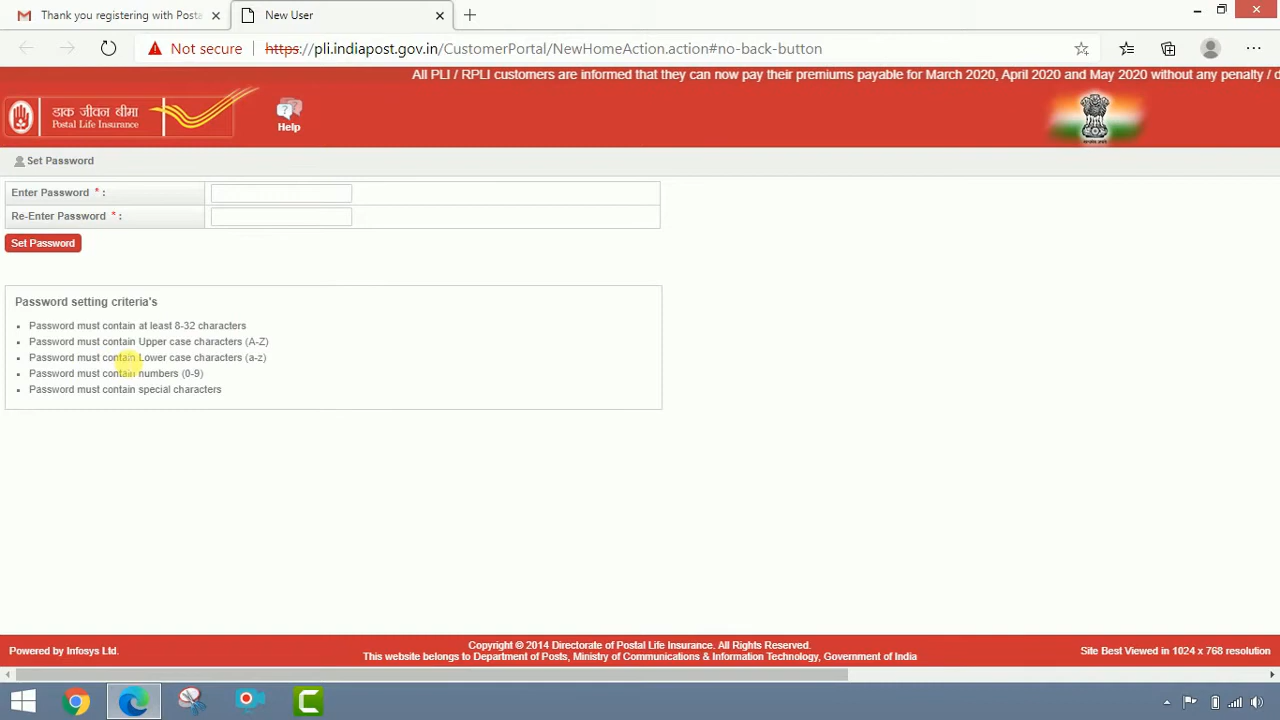 Thank you registering with Posta
New User
Not secure
https://pli.indiapost.gov.in/CustomerPortal/NewHomeAction.action#no-back-button
All PLI / RPLI customers are informed that they can now pay their premiums payable for March 2020, April 2020 and May 2020 without any penalty / d
डाक जीवन बीमा
Postal Life Insurance
Help
Set Password
Enter Password * :
Re-Enter Password * :
Set Password
Password setting criteria's
Password must contain at least 8-32 characters
Password must contain Upper case characters (A-Z)
Password must contain Lower case characters (a-z)
Password must contain numbers (0-9)
Password must contain special characters
Powered by Infosys Ltd.
Copyright © 2014 Directorate of Postal Life Insurance. All Rights Reserved.
This website belongs to Department of Posts, Ministry of Communications & Information Technology, Government of India
Site Best Viewed in 1024 x 768 resolution